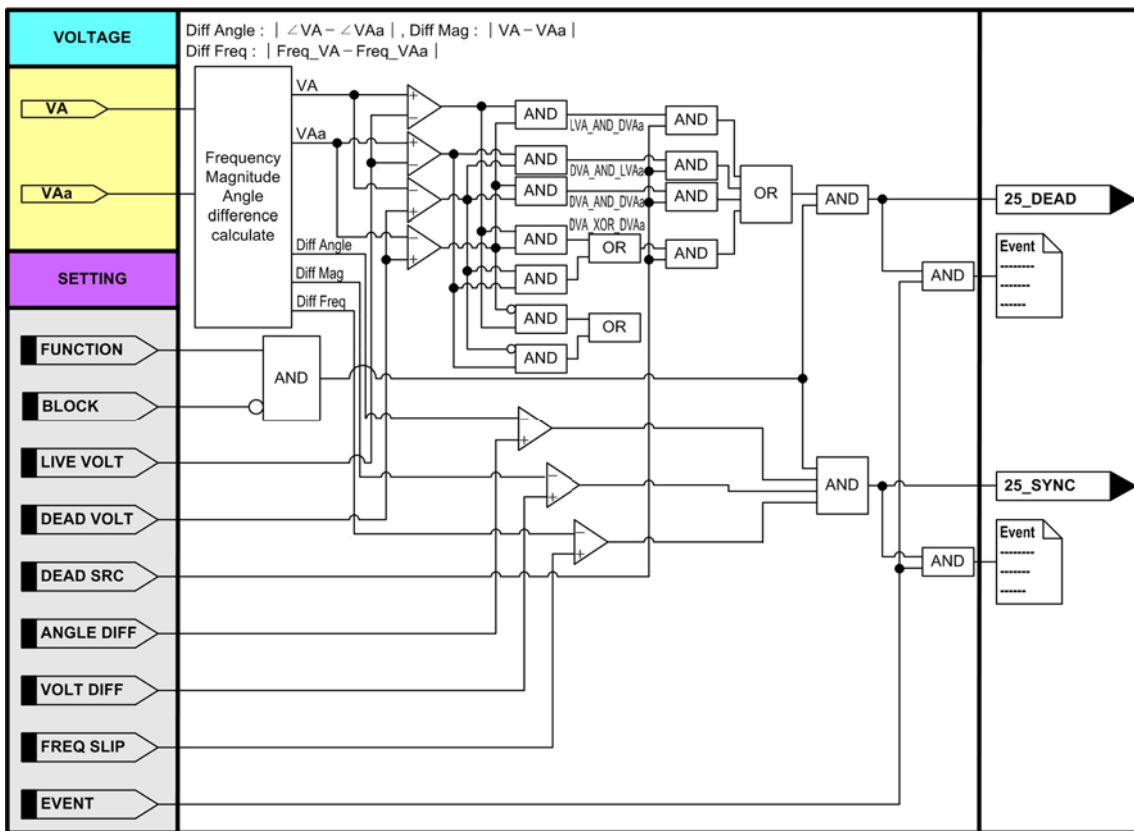 VOLTAGE
Diff Angle : | ∠VA − ∠VAa | , Diff Mag : | VA − VAa |
Diff Freq : | Freq_VA − Freq_VAa |
VA
VAa
Frequency
Magnitude
Angle
difference
calculate
VA
VAa
Diff Angle
Diff Mag
Diff Freq
+
−
+
−
+
−
−
+
AND
LVA_AND_DVAa
AND
AND
DVA_AND_LVAa
AND
AND
DVA_AND_DVAa
AND
DVA_XOR_DVAa
AND
OR
AND
AND
AND
OR
AND
OR
AND
25_DEAD
AND
Event
--------
-------
------
SETTING
FUNCTION
BLOCK
AND
LIVE VOLT
DEAD VOLT
DEAD SRC
ANGLE DIFF
VOLT DIFF
FREQ SLIP
EVENT
−
+
−
+
−
+
AND
25_SYNC
AND
Event
--------
-------
------